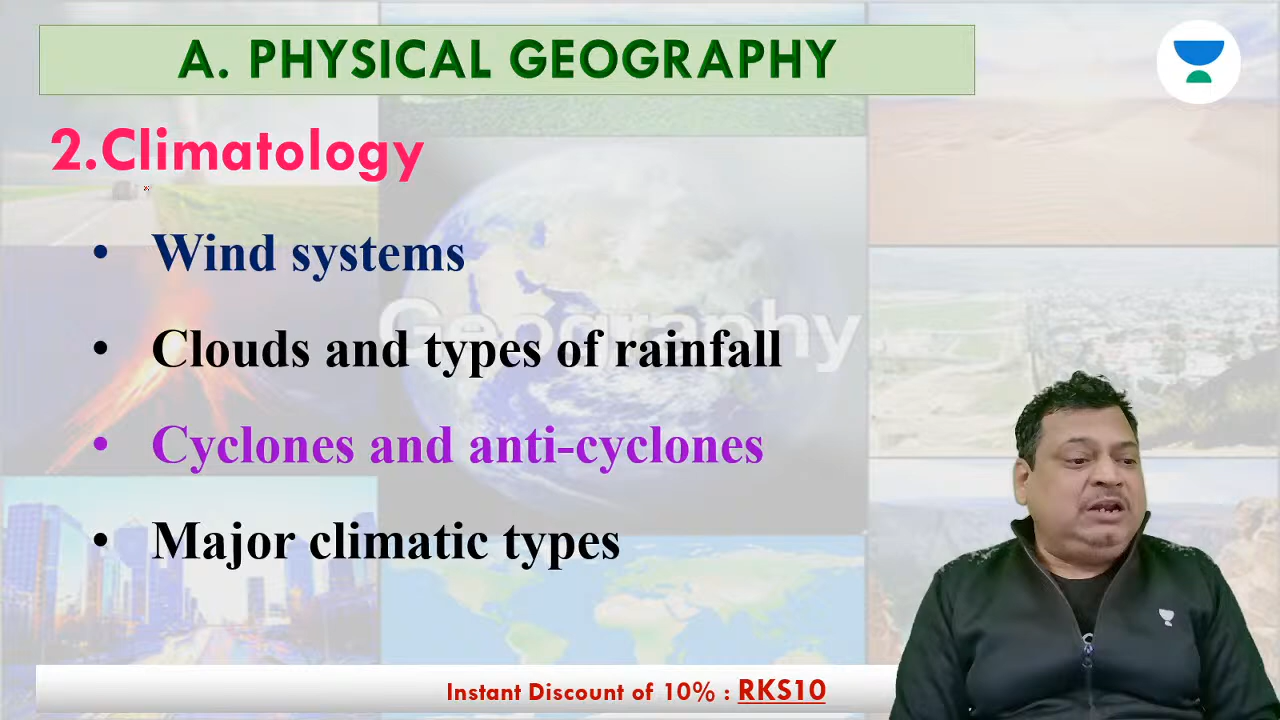 A. PHYSICAL GEOGRAPHY
2.Climatology
• Wind systems
• Clouds and types of rainfall
Geography
• Cyclones and anti-cyclones
• Major climatic types
Instant Discount of 10% : RKS10